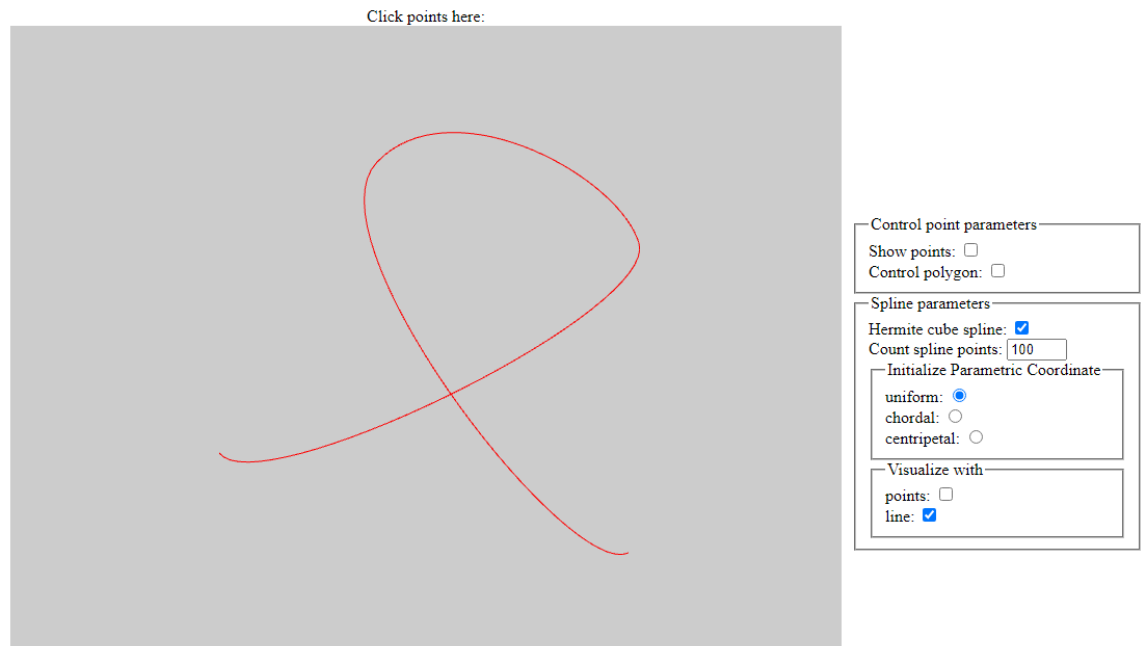 Click points here:
Control point parameters
Show points:
Control polygon:
Spline parameters
Hermite cube spline:
Count spline points: 100
Initialize Parametric Coordinate
uniform:
chordal:
centripetal:
Visualize with
points:
line: